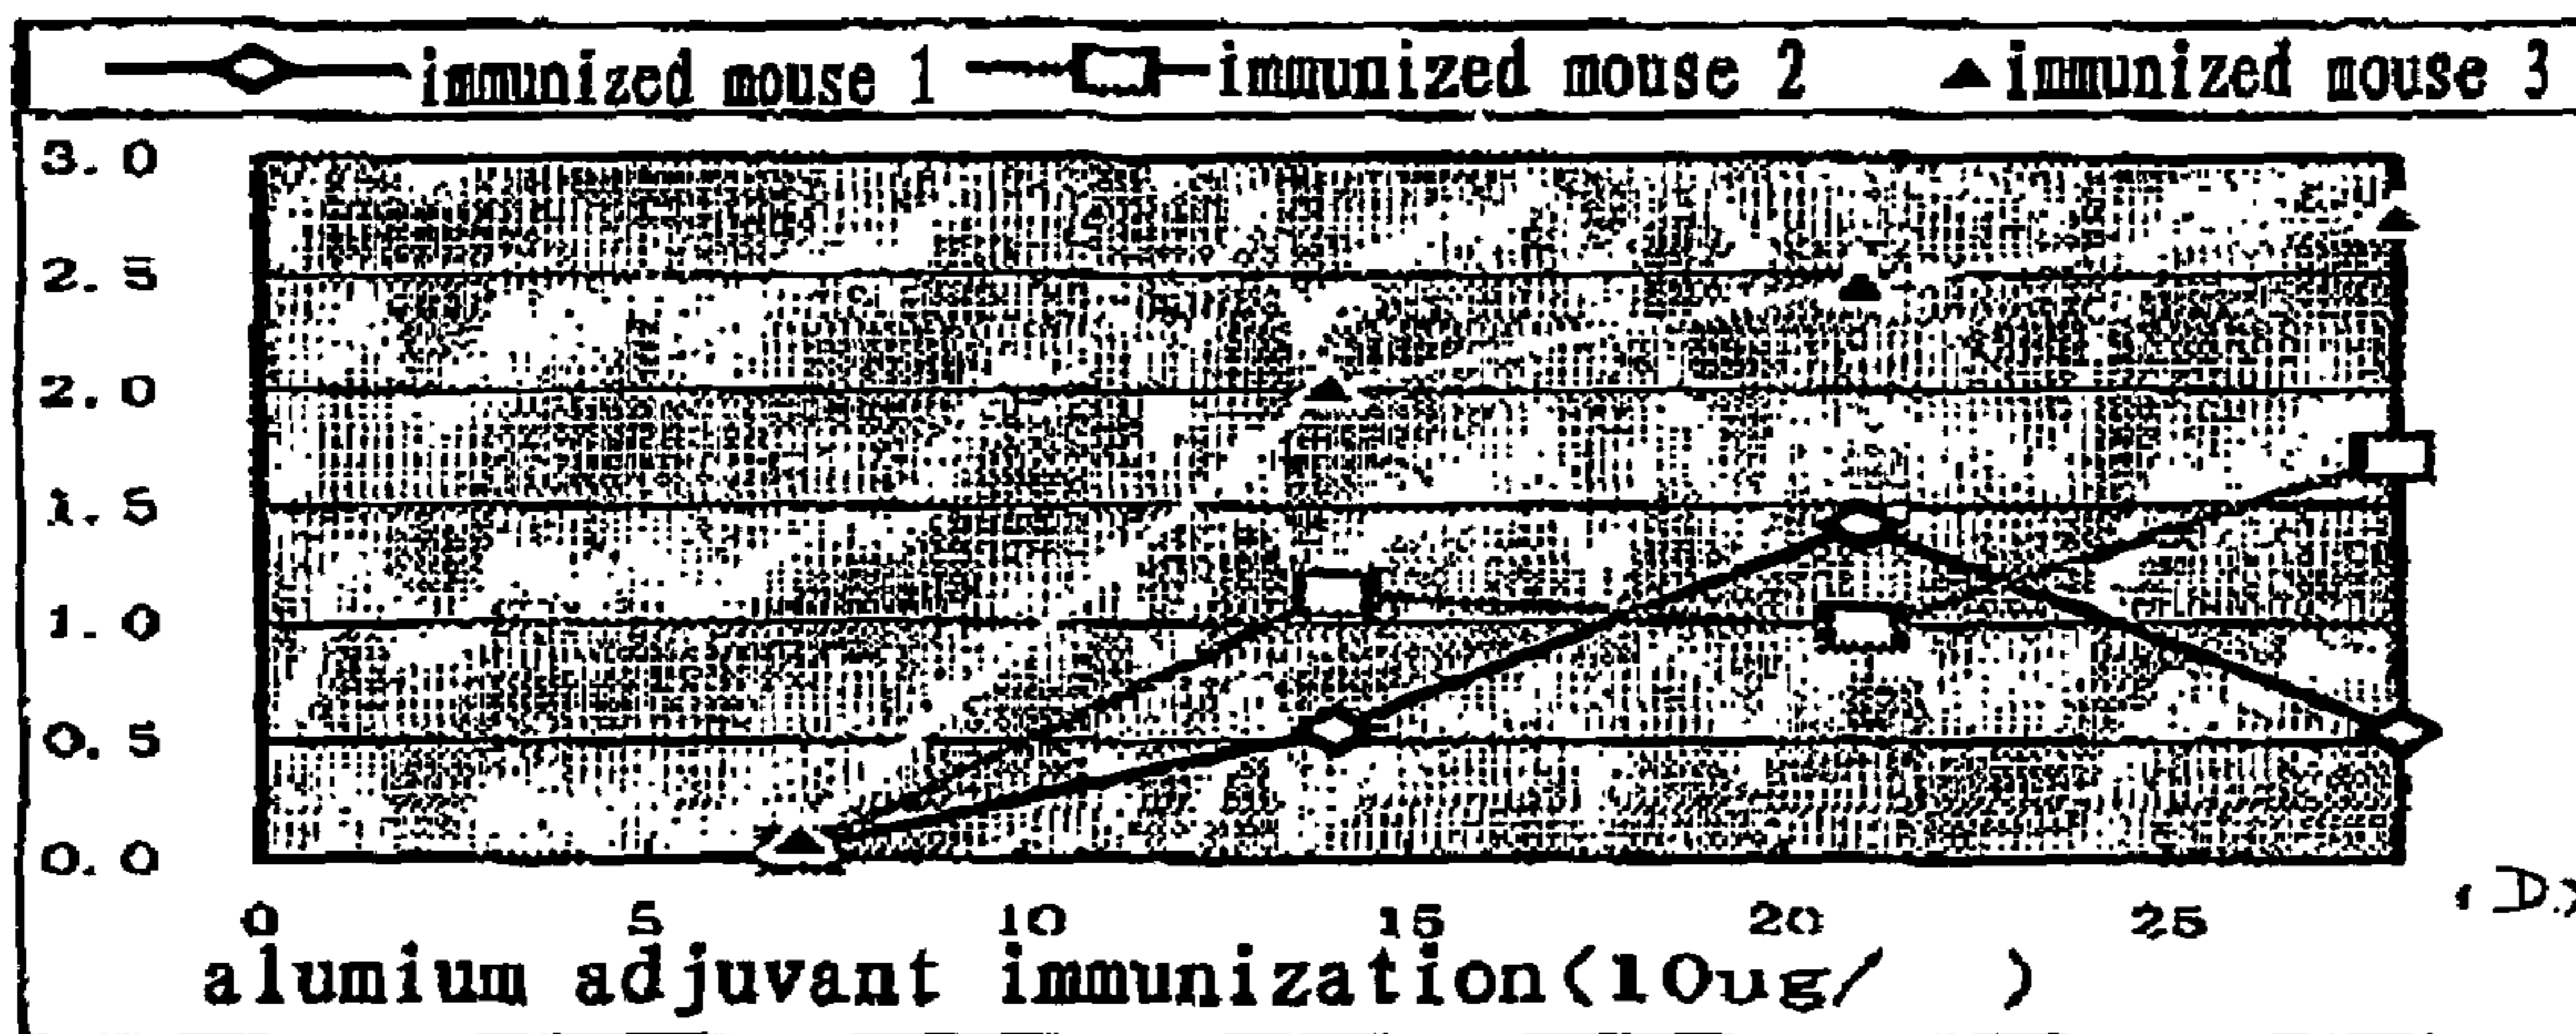 immunized mouse 1 immunized mouse 2 immunized mouse 3
3.0
2.5
2.0
1.5
1.0
0.5
0.0
0 5 10 15 20 25 (D)
alumium adjuvant immunization(10ug/ )